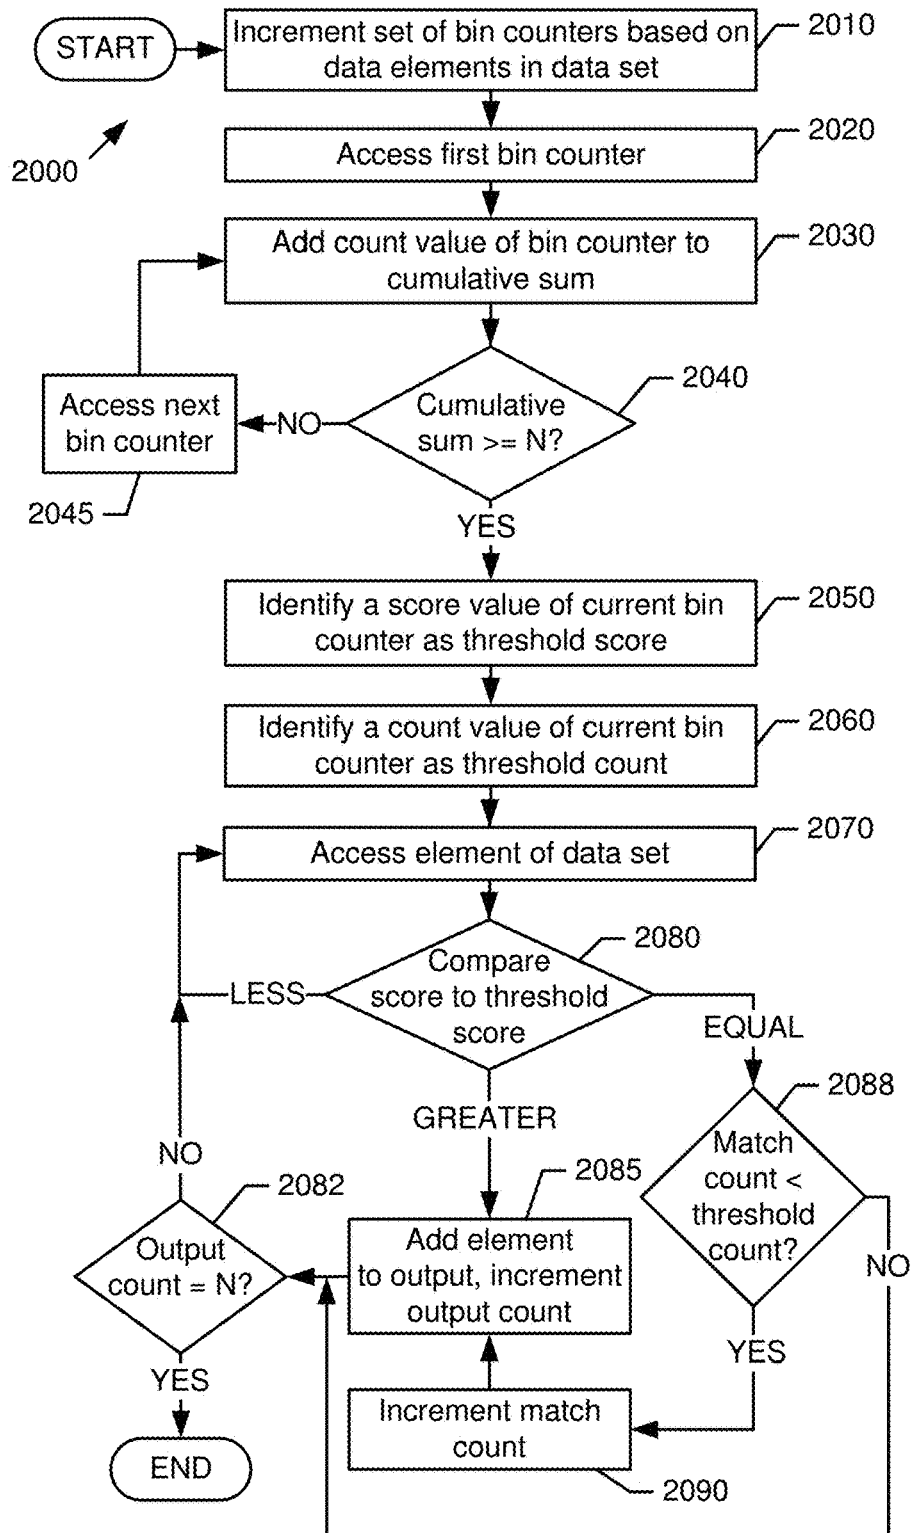 START
Increment set of bin counters based on
data elements in data set
2010
2000
Access first bin counter
2020
Add count value of bin counter to
cumulative sum
2030
Cumulative
sum >= N?
2040
NO
Access next
bin counter
2045
YES
Identify a score value of current bin
counter as threshold score
2050
Identify a count value of current bin
counter as threshold count
2060
Access element of data set
2070
Compare
score to threshold
score
2080
LESS
EQUAL
GREATER
Match
count <
threshold
count?
2088
NO
Output
count = N?
2082
Add element
to output, increment
output count
2085
NO
YES
YES
Increment match
count
2090
END